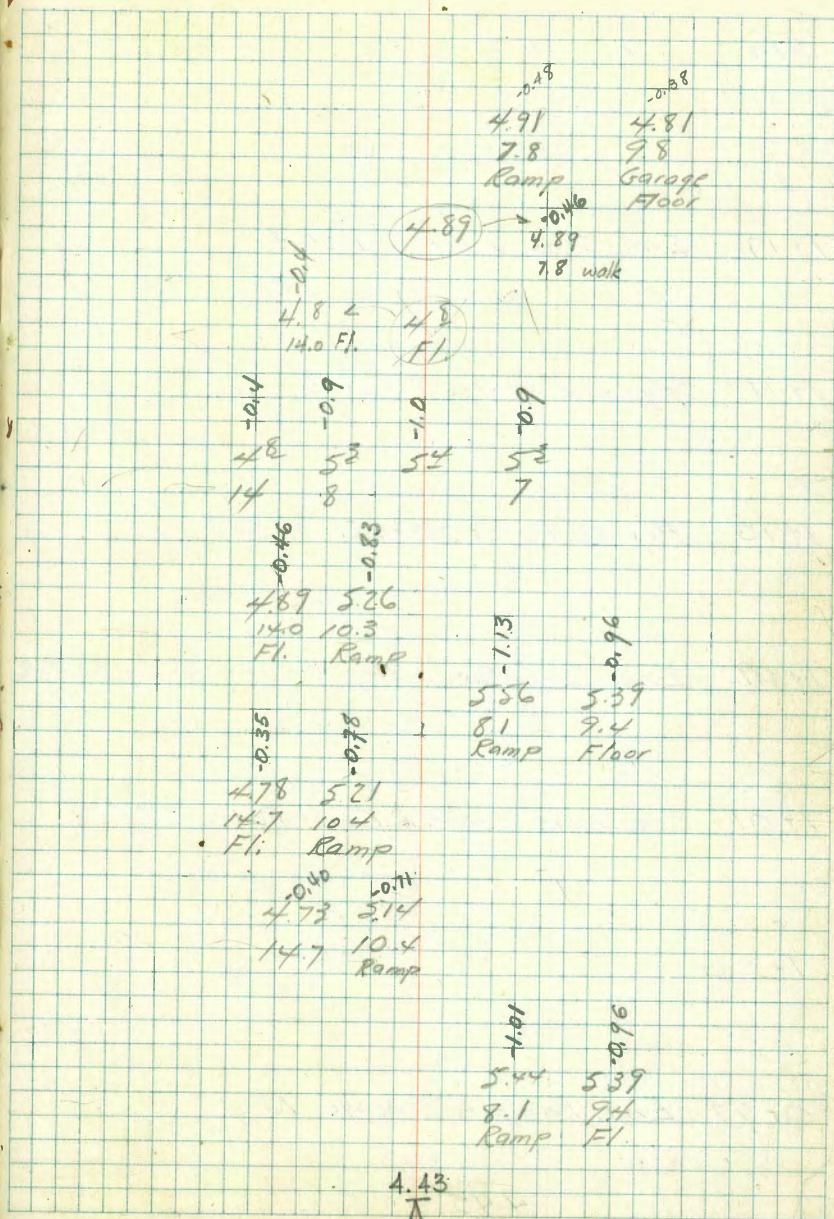 -0.48 -0.38
4.91 4.81
7.8 9.8
Ramp Garage
Floor
4.89 -0.46
4.89
7.8 walk
-0.4
4.8 4.8
14.0 Fl. Fl.
-0.4 -0.9 -1.0 -0.9
4.8 5.3 5.4 5.2
14 8 7
-0.46 -0.83
4.89 5.26
14.0 10.3
Fl. Ramp
-1.13 -0.96
5.56 5.39
8.1 9.4
Ramp Floor
-0.35 -0.78
4.78 5.21
14.7 10.4
Fl. Ramp
-0.40 -0.71
4.73 5.14
14.7 10.4
Ramp
-1.01 -0.96
5.44 5.39
8.1 9.4
Ramp Fl.
4.43